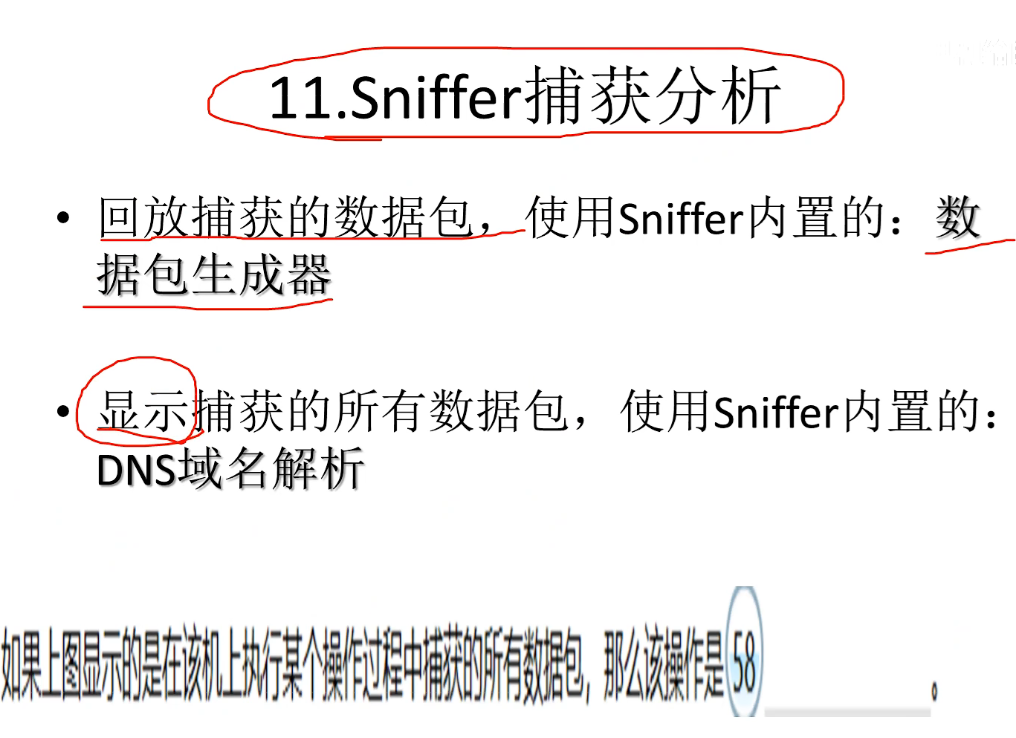 11.Sniffer捕获分析
• 回放捕获的数据包，使用Sniffer内置的：数
据包生成器
• 显示捕获的所有数据包，使用Sniffer内置的：
DNS域名解析
如果上图显示的是在该机上执行某个操作过程中捕获的所有数据包，那么该操作是58 。